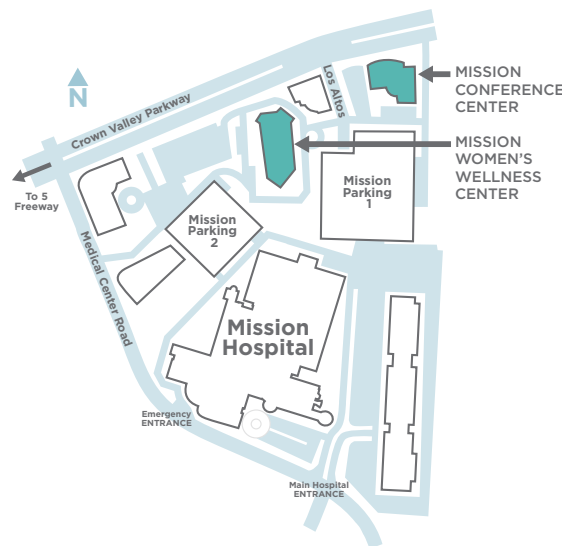 N
Crown Valley Parkway
Los Altos
MISSION
CONFERENCE
CENTER
MISSION
WOMEN'S
WELLNESS
CENTER
To 5
Freeway
Mission
Parking
1
Mission
Parking
2
Medical Center Road
Mission
Hospital
Emergency
ENTRANCE
Main Hospital
ENTRANCE